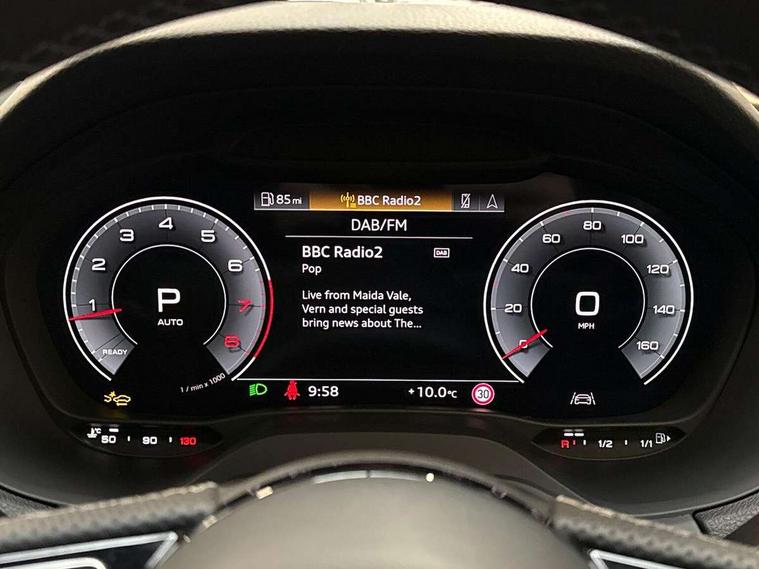 85 mi
BBC Radio2
DAB/FM
BBC Radio2
DAB
Pop
Live from Maida Vale,
Vern and special guests
bring news about The...
1 2 3 4 5 6 7 8
P
AUTO
READY
1 / min x 1000
0 20 40 60 80 100 120 140 160
0
MPH
9:58
+10.0°C
30
°C
50 90 130
R 1/2 1/1